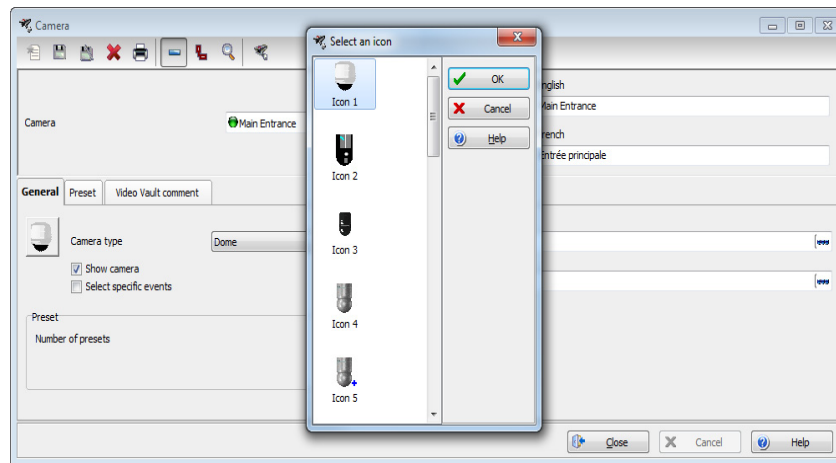 Camera
Select an icon
English
Main Entrance
French
Entrée principale
Camera
Main Entrance
Icon 1
Icon 2
Icon 3
Icon 4
Icon 5
OK
Cancel
Help
General
Preset
Video Vault comment
Camera type
Dome
Show camera
Select specific events
Preset
Number of presets
Close
Cancel
Help